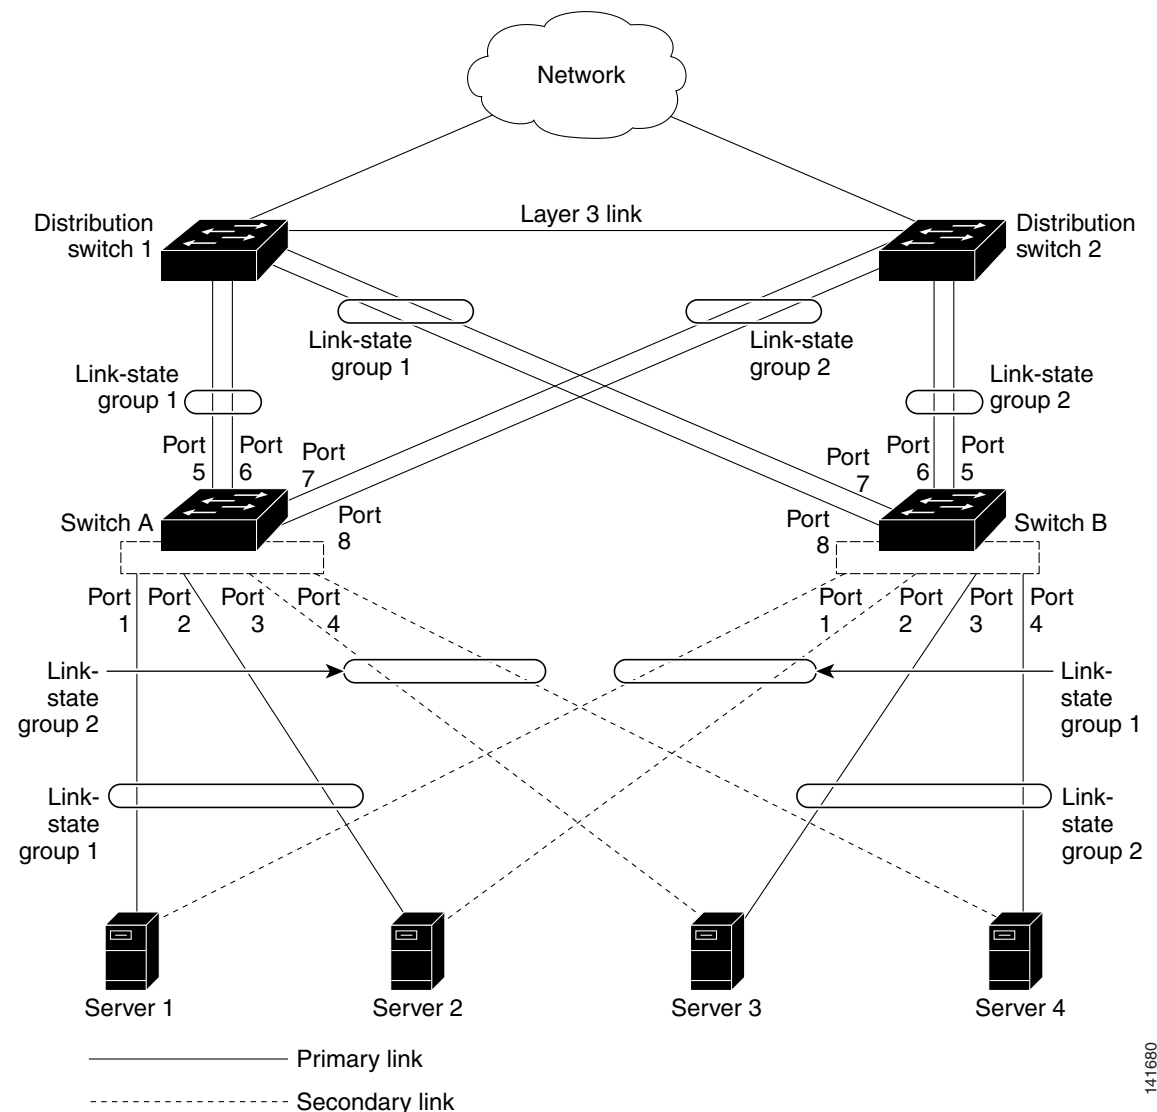 Network
Layer 3 link
Distribution
switch 1
Distribution
switch 2
Link-state
group 1
Link-state
group 2
Link-state
group 1
Link-state
group 2
Port
5
Port
6
Port
7
Port
8
Port
7
Port
6
Port
5
Port
8
Switch A
Switch B
Port
1
Port
2
Port
3
Port
4
Port
1
Port
2
Port
3
Port
4
Link-
state
group 2
Link-
state
group 1
Link-
state
group 1
Link-
state
group 2
Server 1
Server 2
Server 3
Server 4
Primary link
Secondary link
141680